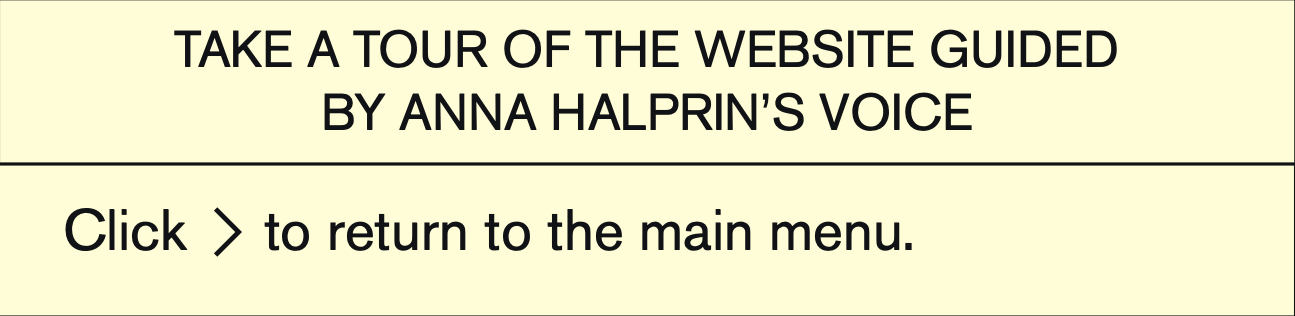 TAKE A TOUR OF THE WEBSITE GUIDED
BY ANNA HALPRIN’S VOICE
Click > to return to the main menu.